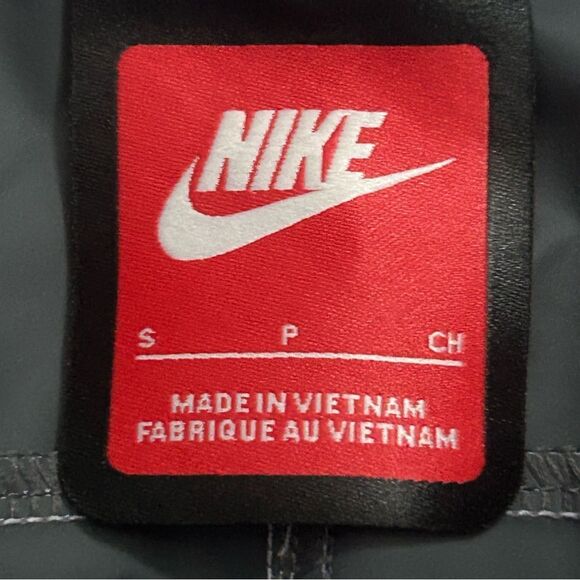 NIKE
S P CH
MADE IN VIETNAM
FABRIQUE AU VIETNAM